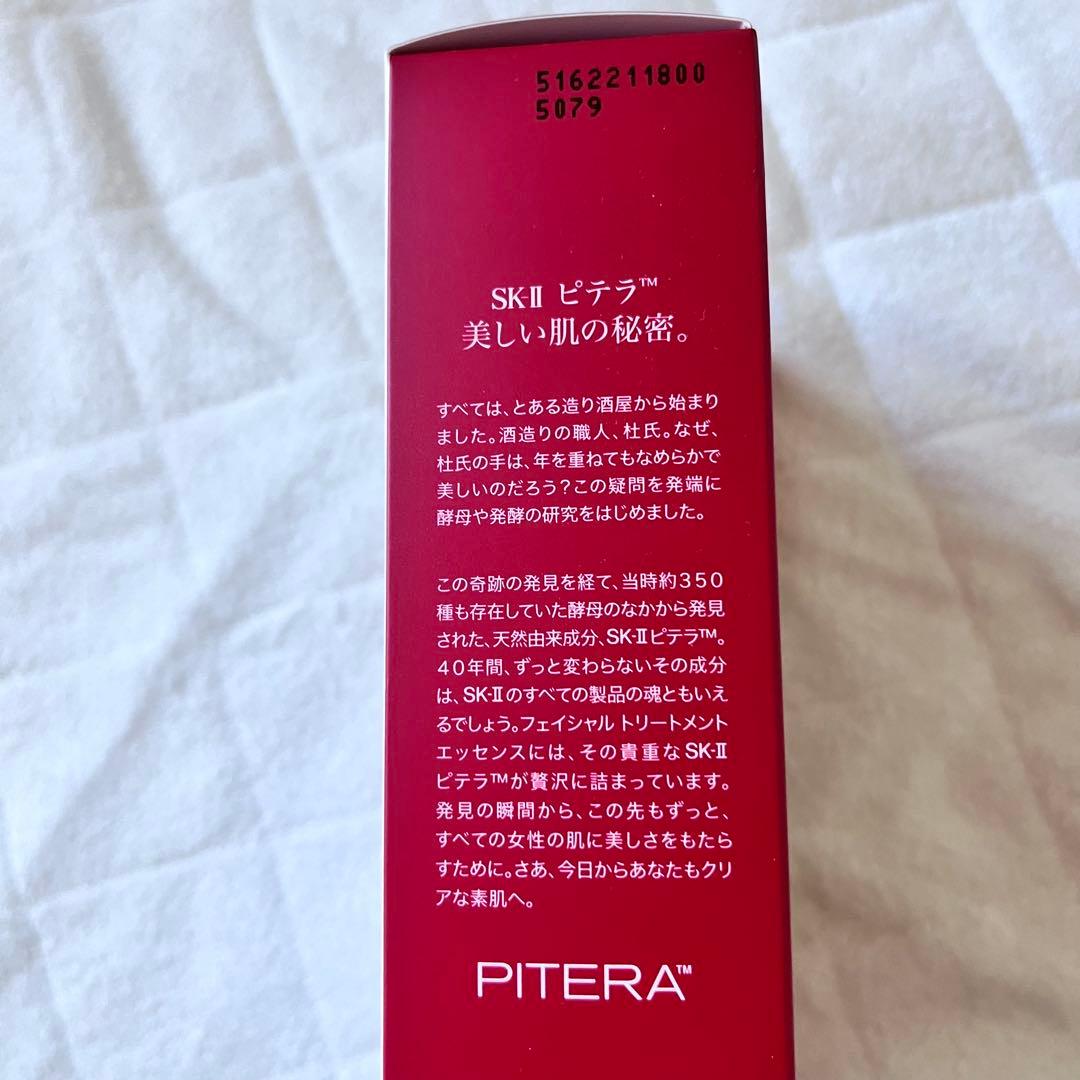 51622211800
5079
SK-II ピテラ™
美しい肌の秘密。
すべては、とある造り酒屋から始まり
ました。酒造りの職人、杜氏。なぜ、
杜氏の手は、年を重ねてもなめらかで
美しいのだろう?この疑問を発端に
酵母や発酵の研究をはじめました。
この奇跡の発見を経て、当時約350
種も存在していた酵母のなかから発見
された、天然由来成分、SK-IIピテラ™。
40年間、ずっと変わらないその成分
は、SK-IIのすべての製品の魂ともいえ
るでしょう。フェイシャル トリートメント
エッセンスには、その貴重なSK-II
ピテラ™が贅沢に詰まっています。
発見の瞬間から、この先もずっと、
すべての女性の肌に美しさをもたら
すために。さあ、今日からあなたもクリ
アな素肌へ。
PITERA™